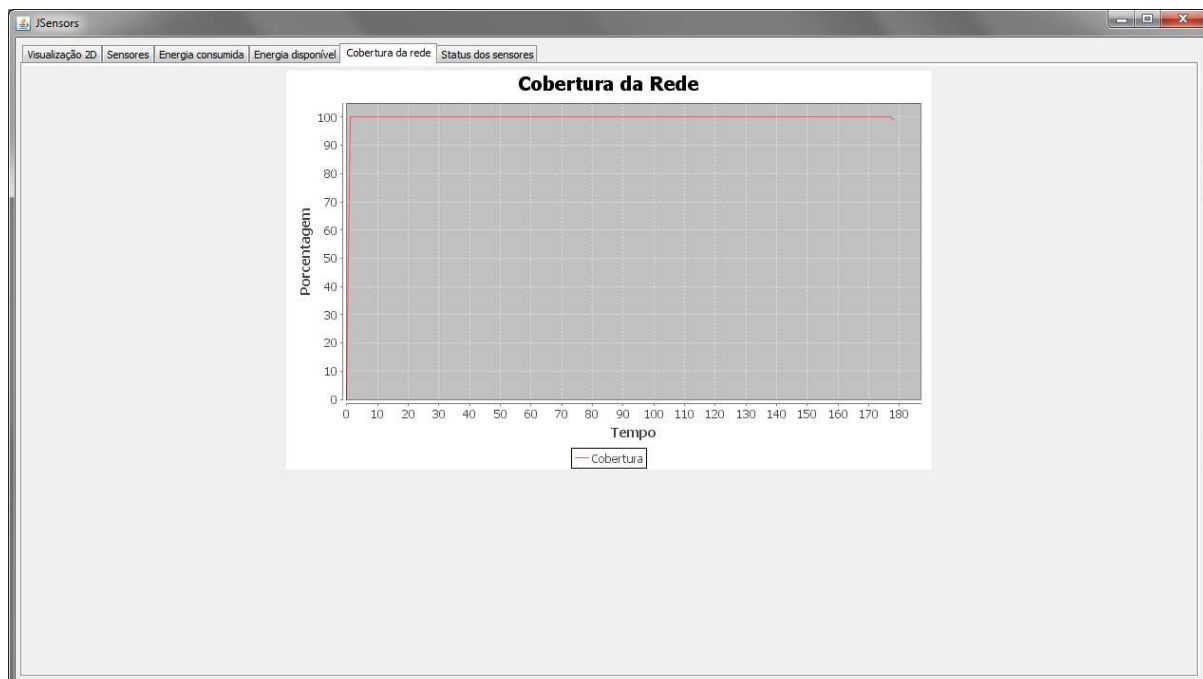 JSensors
Visualização 2D Sensores Energia consumida Energia disponível Cobertura da rede Status dos sensores
Cobertura da Rede
Porcentagem
100
90
80
70
60
50
40
30
20
10
0
0 10 20 30 40 50 60 70 80 90 100 110 120 130 140 150 160 170 180
Tempo
Cobertura